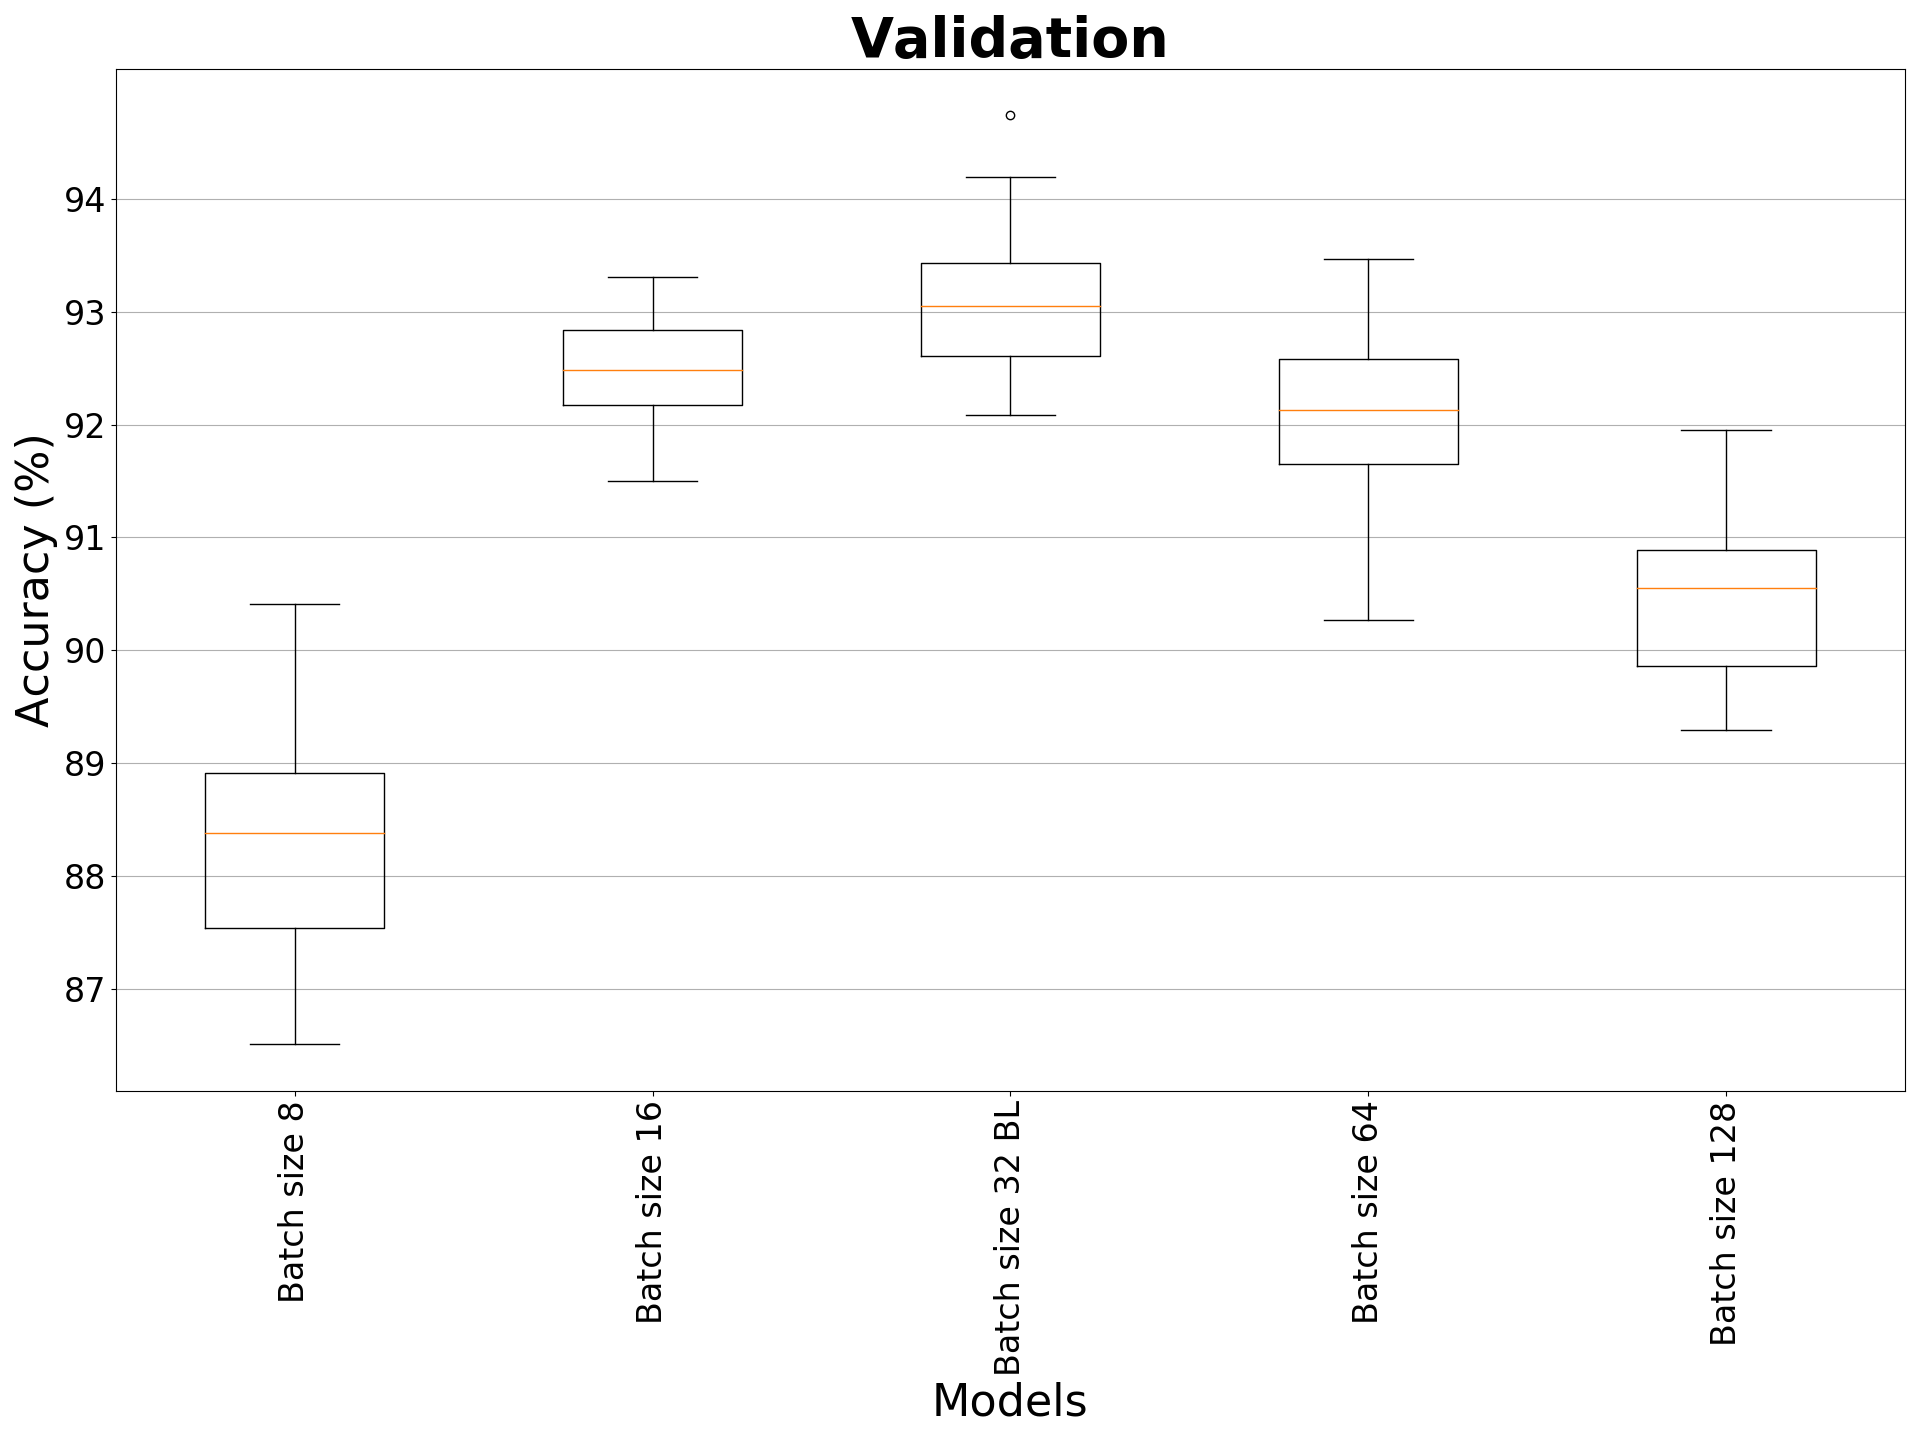 Validation
Accuracy (%)
94
93
92
91
90
89
88
87
Batch size 8
Batch size 16
Batch size 32 BL
Batch size 64
Batch size 128
Models